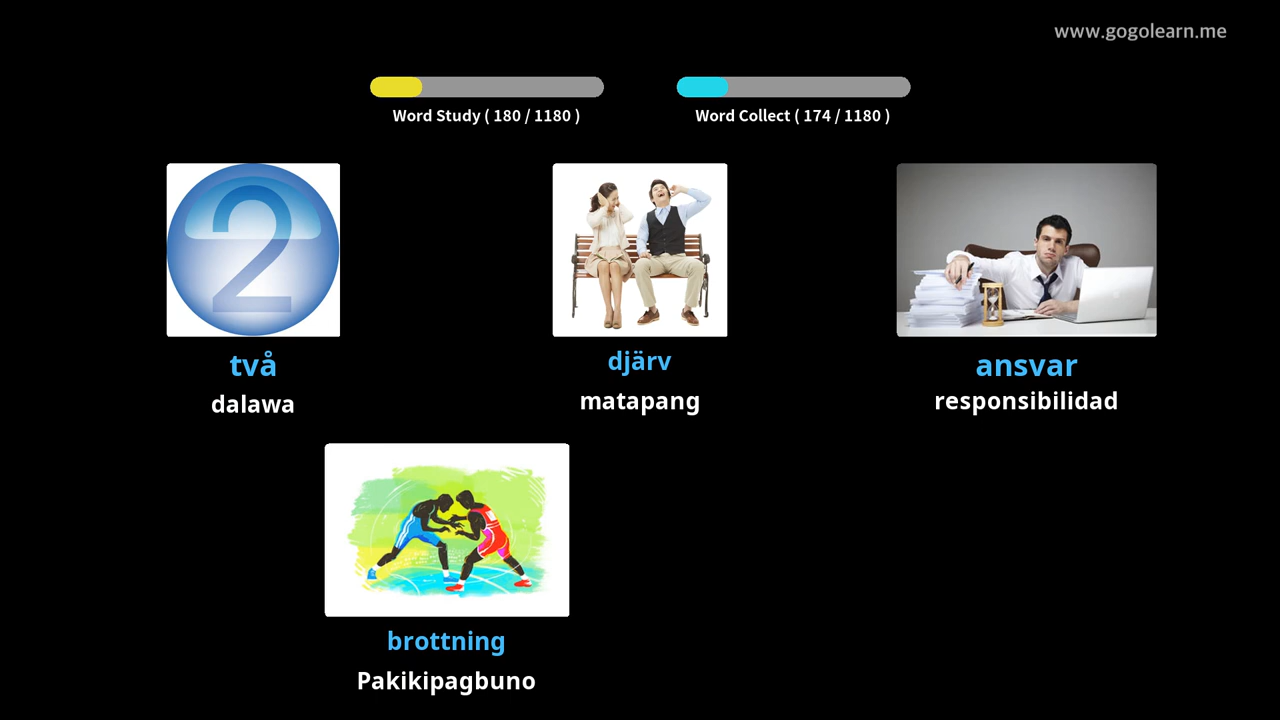 www.gogolearn.me
Word Study ( 180 / 1180 )
Word Collect ( 174 / 1180 )
2
två
dalawa
djärv
matapang
ansvar
responsibilidad
brottning
Pakikipagbuno